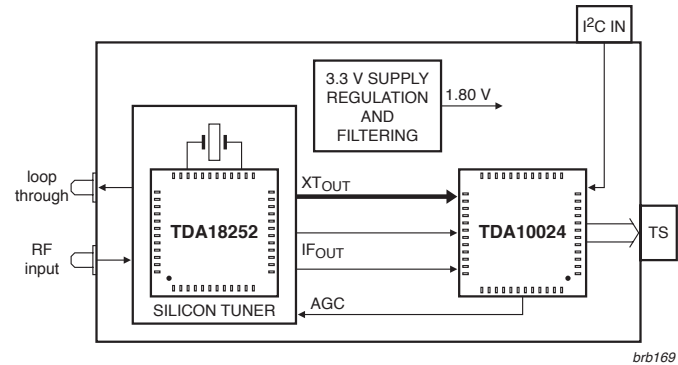 I²C IN
3.3 V SUPPLY
REGULATION
AND
FILTERING
1.80 V
loop
through
RF
input
TDA18252
SILICON TUNER
XTOUT
IFOUT
AGC
TDA10024
TS
brb169